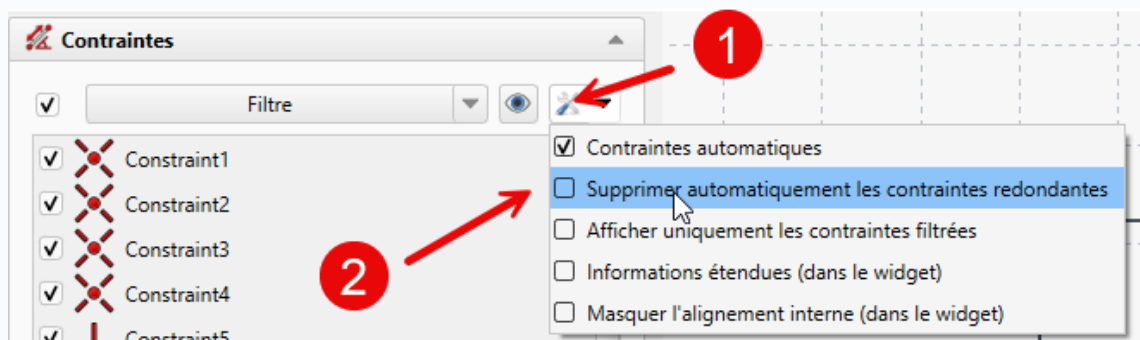 Contraintes
1
Filtre
Contraintes automatiques
Constraint1
Supprimer automatiquement les contraintes redondantes
Constraint2
Afficher uniquement les contraintes filtrées
Constraint3
2
Informations étendues (dans le widget)
Constraint4
Masquer l'alignement interne (dans le widget)
Constraint5